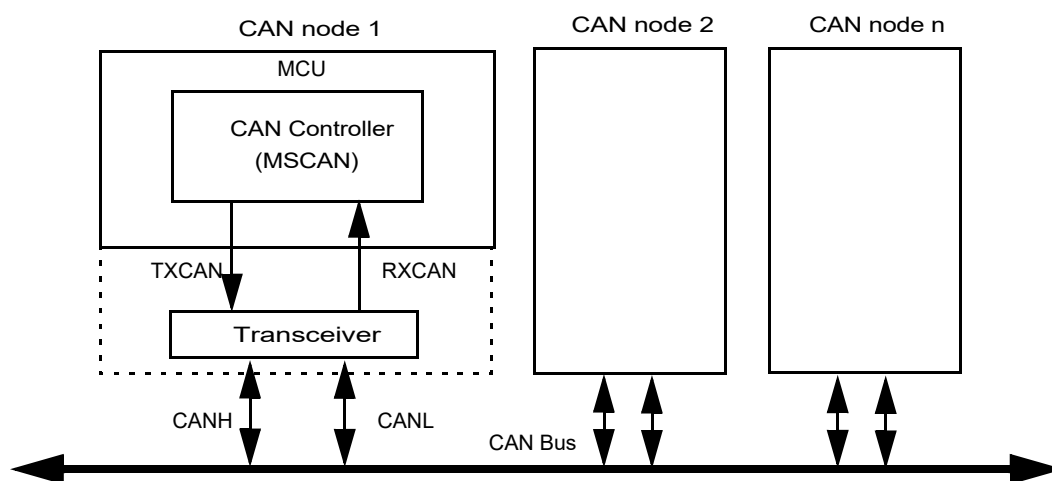 CAN node 1
CAN node 2
CAN node n
MCU
CAN Controller
(MSCAN)
TXCAN
RXCAN
Transceiver
CANH
CANL
CAN Bus